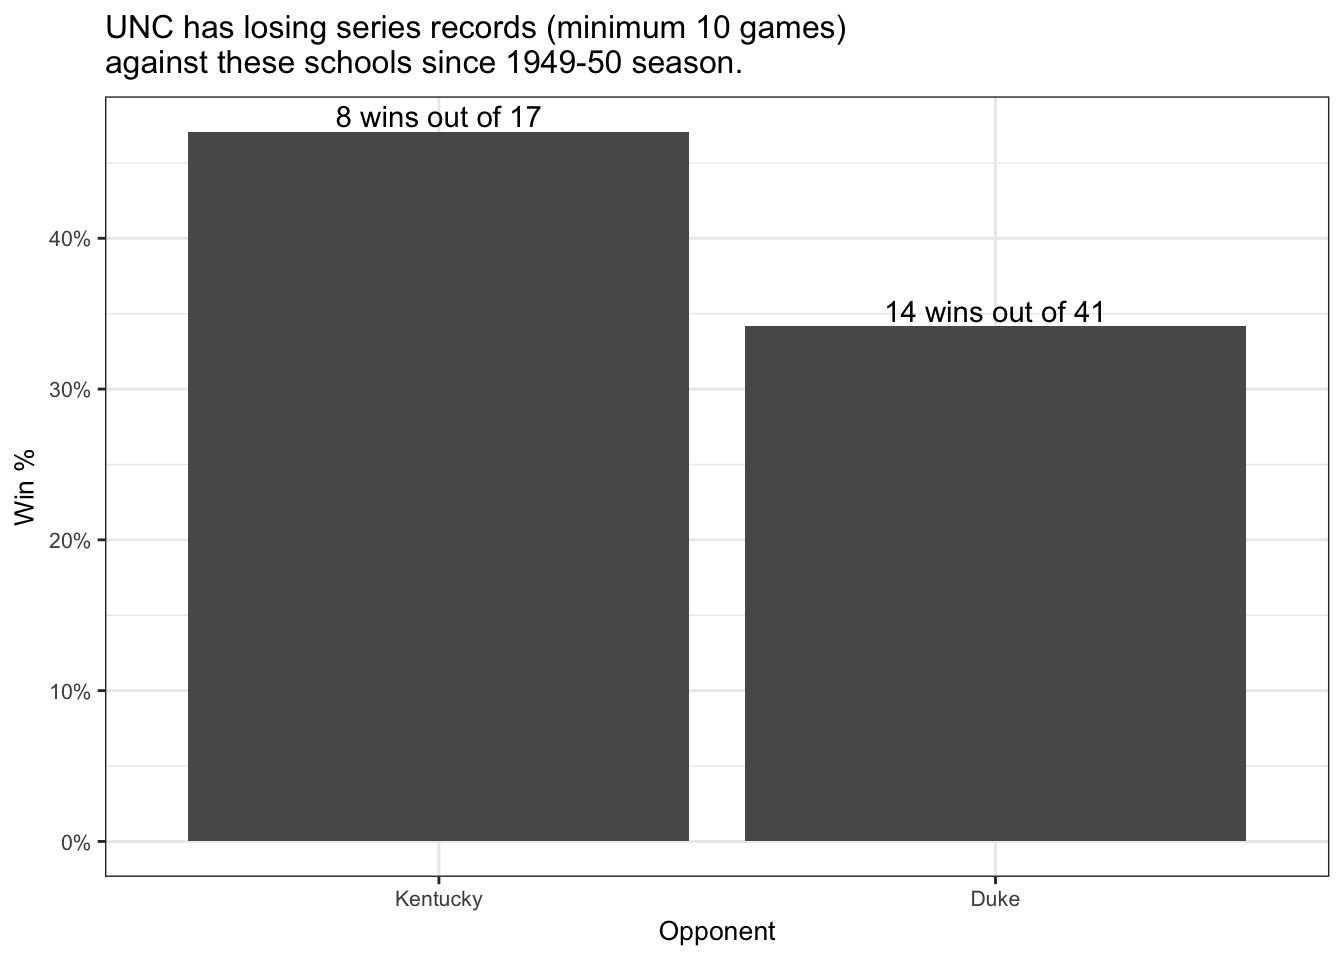 UNC has losing series records (minimum 10 games)
against these schools since 1949-50 season.
8 wins out of 17
14 wins out of 41
40%
30%
20%
10%
0%
Win %
Kentucky
Duke
Opponent